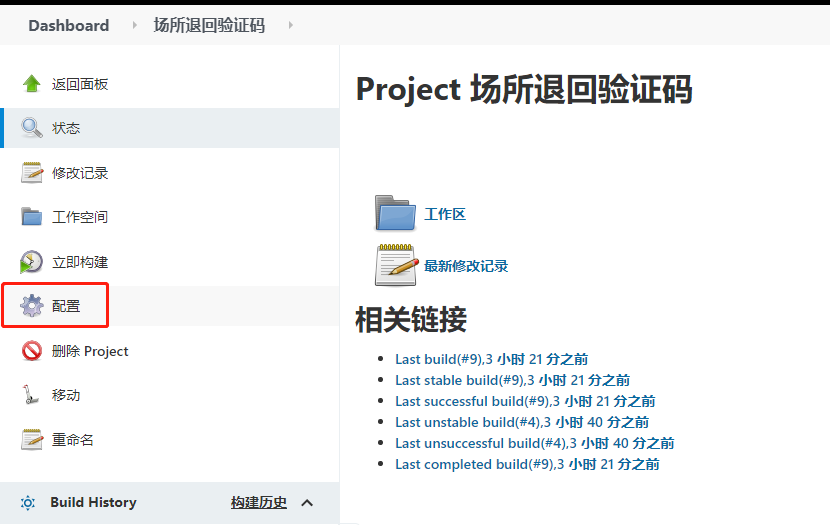 Dashboard 场所退回验证码
返回面板
状态
修改记录
工作空间
立即构建
配置
删除 Project
移动
重命名
Build History 构建历史
Project 场所退回验证码
工作区
最新修改记录
相关链接
Last build(#9),3 小时 21 分之前
Last stable build(#9),3 小时 21 分之前
Last successful build(#9),3 小时 21 分之前
Last unstable build(#4),3 小时 40 分之前
Last unsuccessful build(#4),3 小时 40 分之前
Last completed build(#9),3 小时 21 分之前